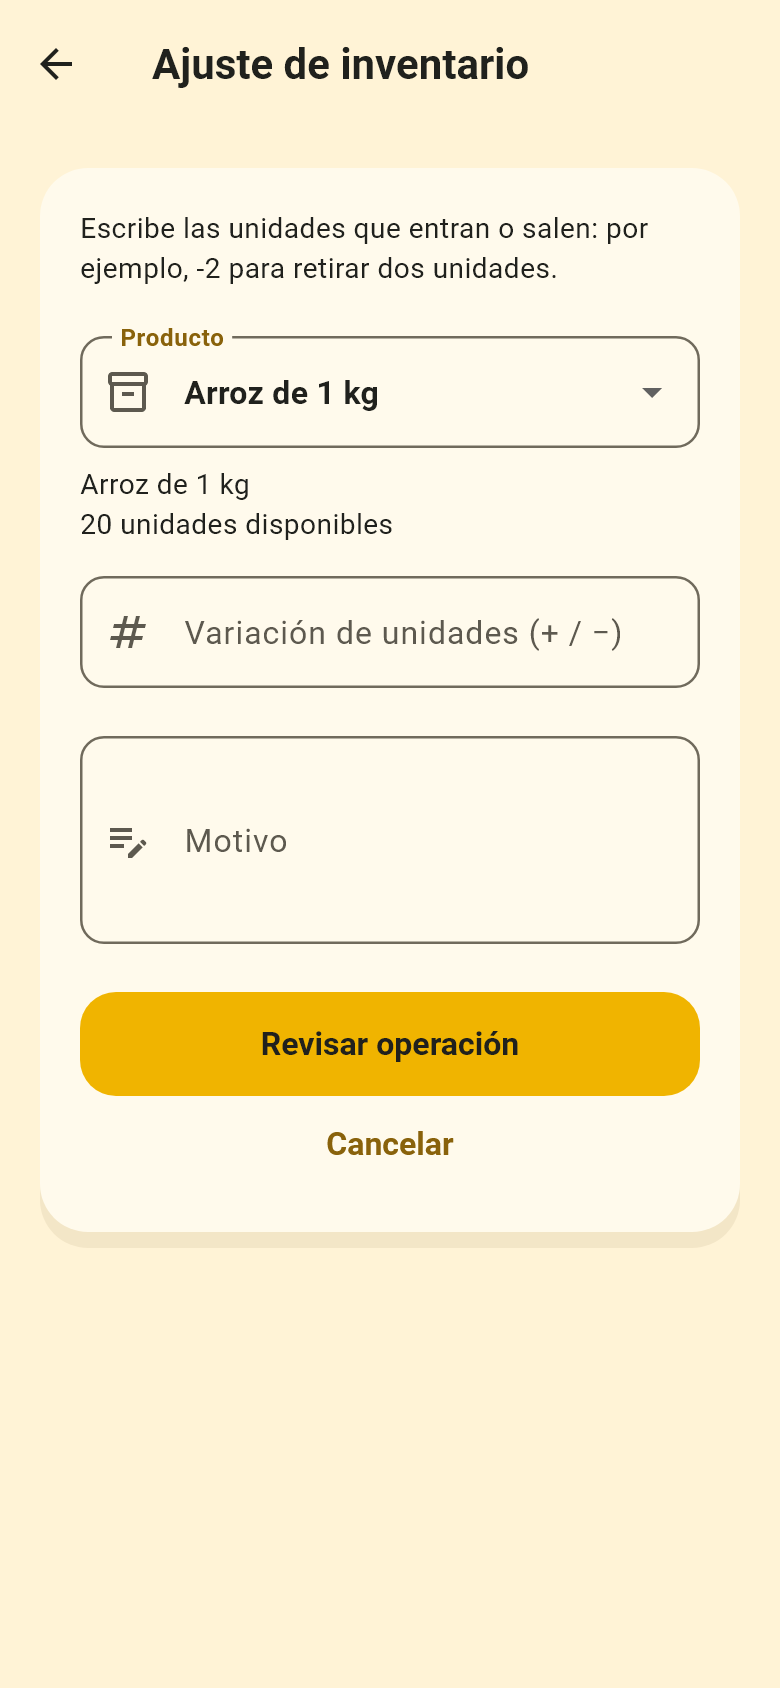 Ajuste de inventario
Escribe las unidades que entran o salen: por
ejemplo, -2 para retirar dos unidades.
Producto
Arroz de 1 kg
Arroz de 1 kg
20 unidades disponibles
Variación de unidades (+ / −)
Motivo
Revisar operación
Cancelar